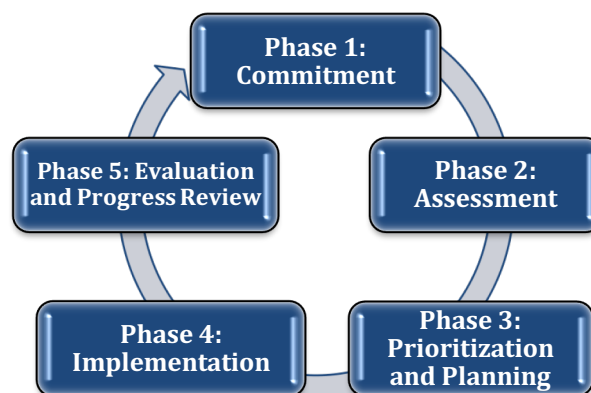 Phase 1:
Commitment
Phase 2:
Assessment
Phase 3:
Prioritization
and Planning
Phase 4:
Implementation
Phase 5: Evaluation
and Progress Review